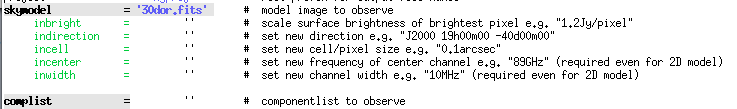 skymodel = '30dor.fits' # model image to observe
inbright = '' # scale surface brightness of brightest pixel e.g. "1.2Jy/pixel"
indirection = '' # set new direction e.g. "J2000 19h00m00 -40d00m00"
incell = '' # set new cell/pixel size e.g. "0.1arcsec"
incenter = '' # set new frequency of center channel e.g. "89GHz" (required even for 2D model)
inwidth = '' # set new channel width e.g. "10MHz" (required even for 2D model)
complist = '' # componentlist to observe